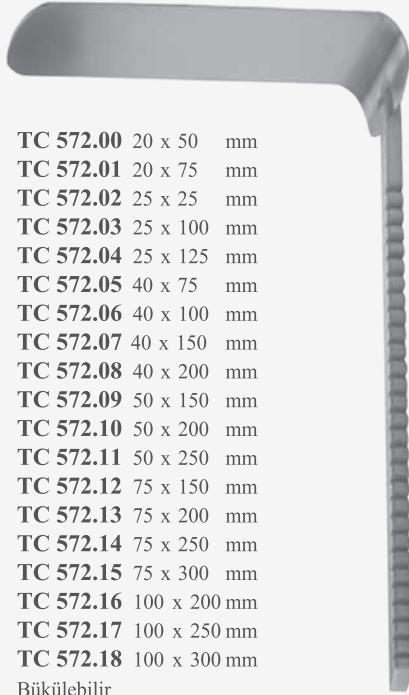 TC 572.00 20 x 50 mm
TC 572.01 20 x 75 mm
TC 572.02 25 x 25 mm
TC 572.03 25 x 100 mm
TC 572.04 25 x 125 mm
TC 572.05 40 x 75 mm
TC 572.06 40 x 100 mm
TC 572.07 40 x 150 mm
TC 572.08 40 x 200 mm
TC 572.09 50 x 150 mm
TC 572.10 50 x 200 mm
TC 572.11 50 x 250 mm
TC 572.12 75 x 150 mm
TC 572.13 75 x 200 mm
TC 572.14 75 x 250 mm
TC 572.15 75 x 300 mm
TC 572.16 100 x 200 mm
TC 572.17 100 x 250 mm
TC 572.18 100 x 300 mm
Bükülebilir